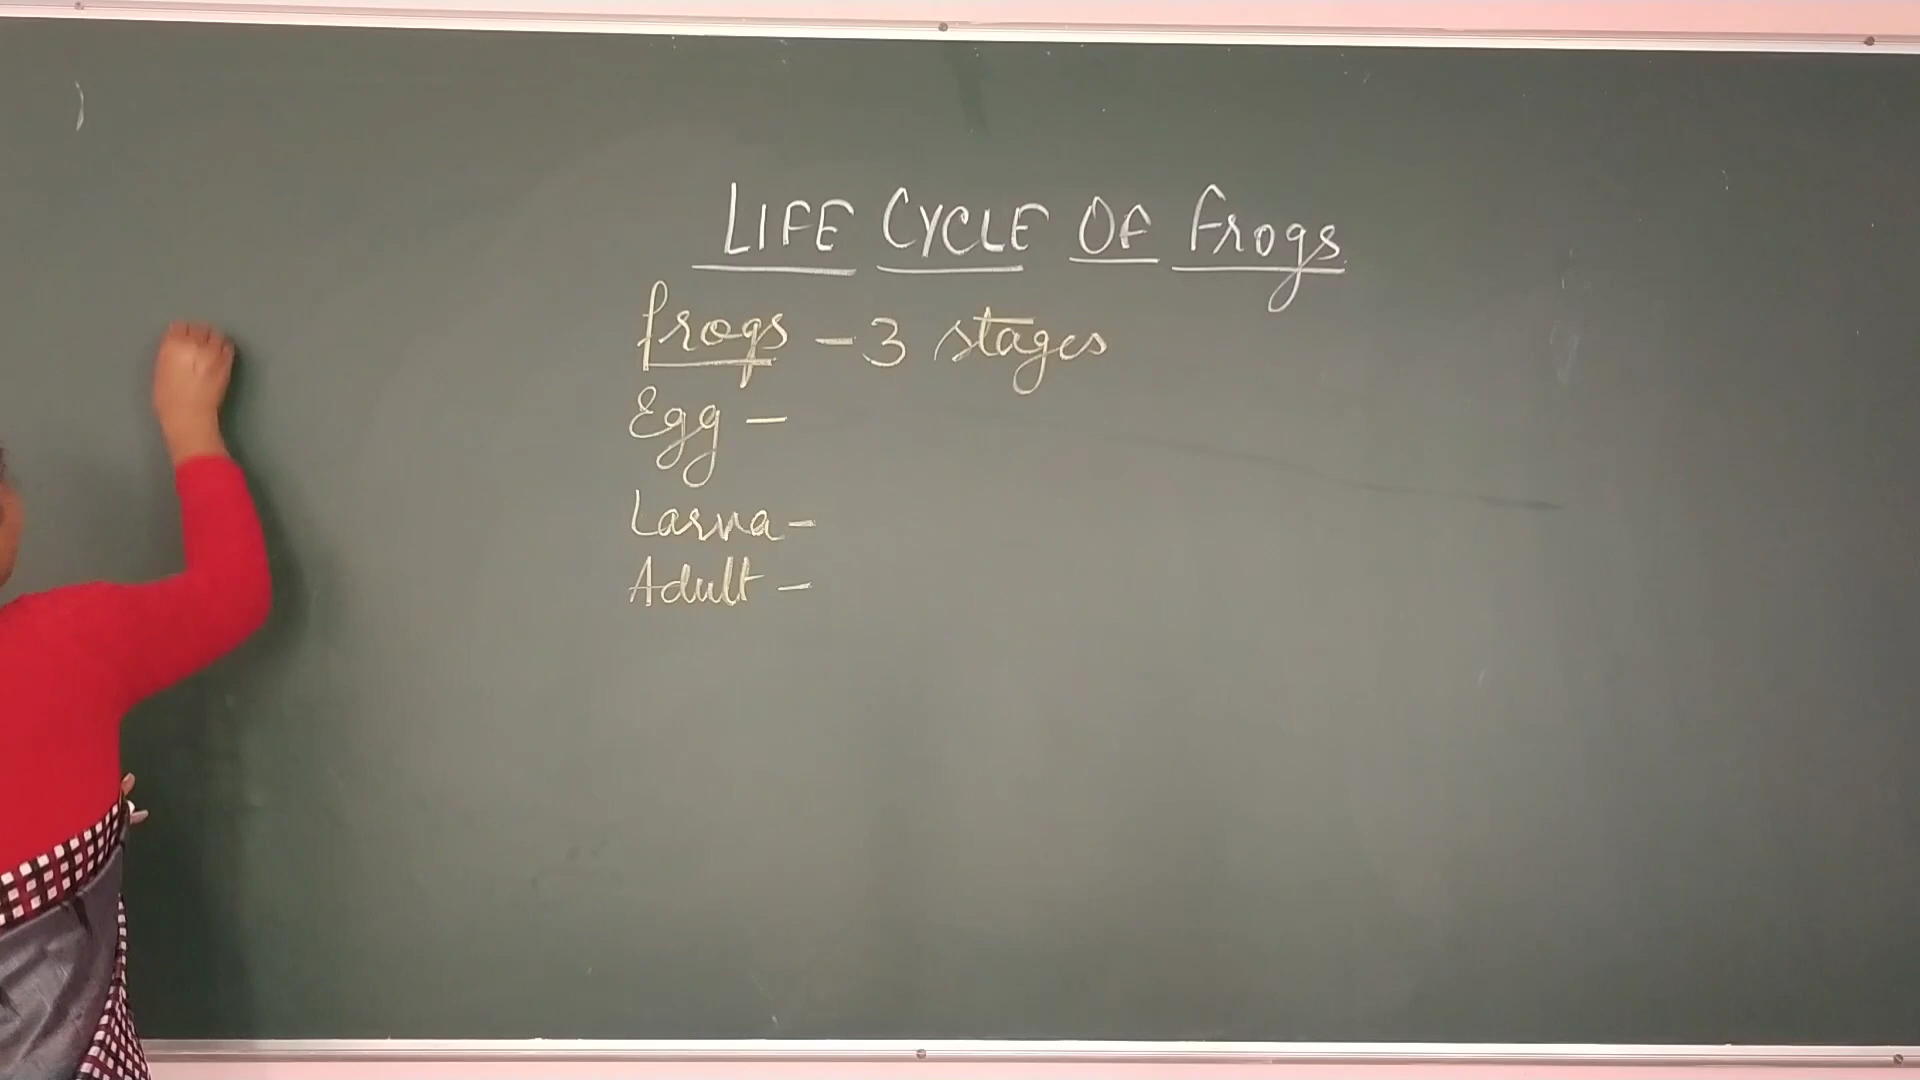 LIFE CYCLE OF Frogs
frogs - 3 stages
Egg -
Larva -
Adult -